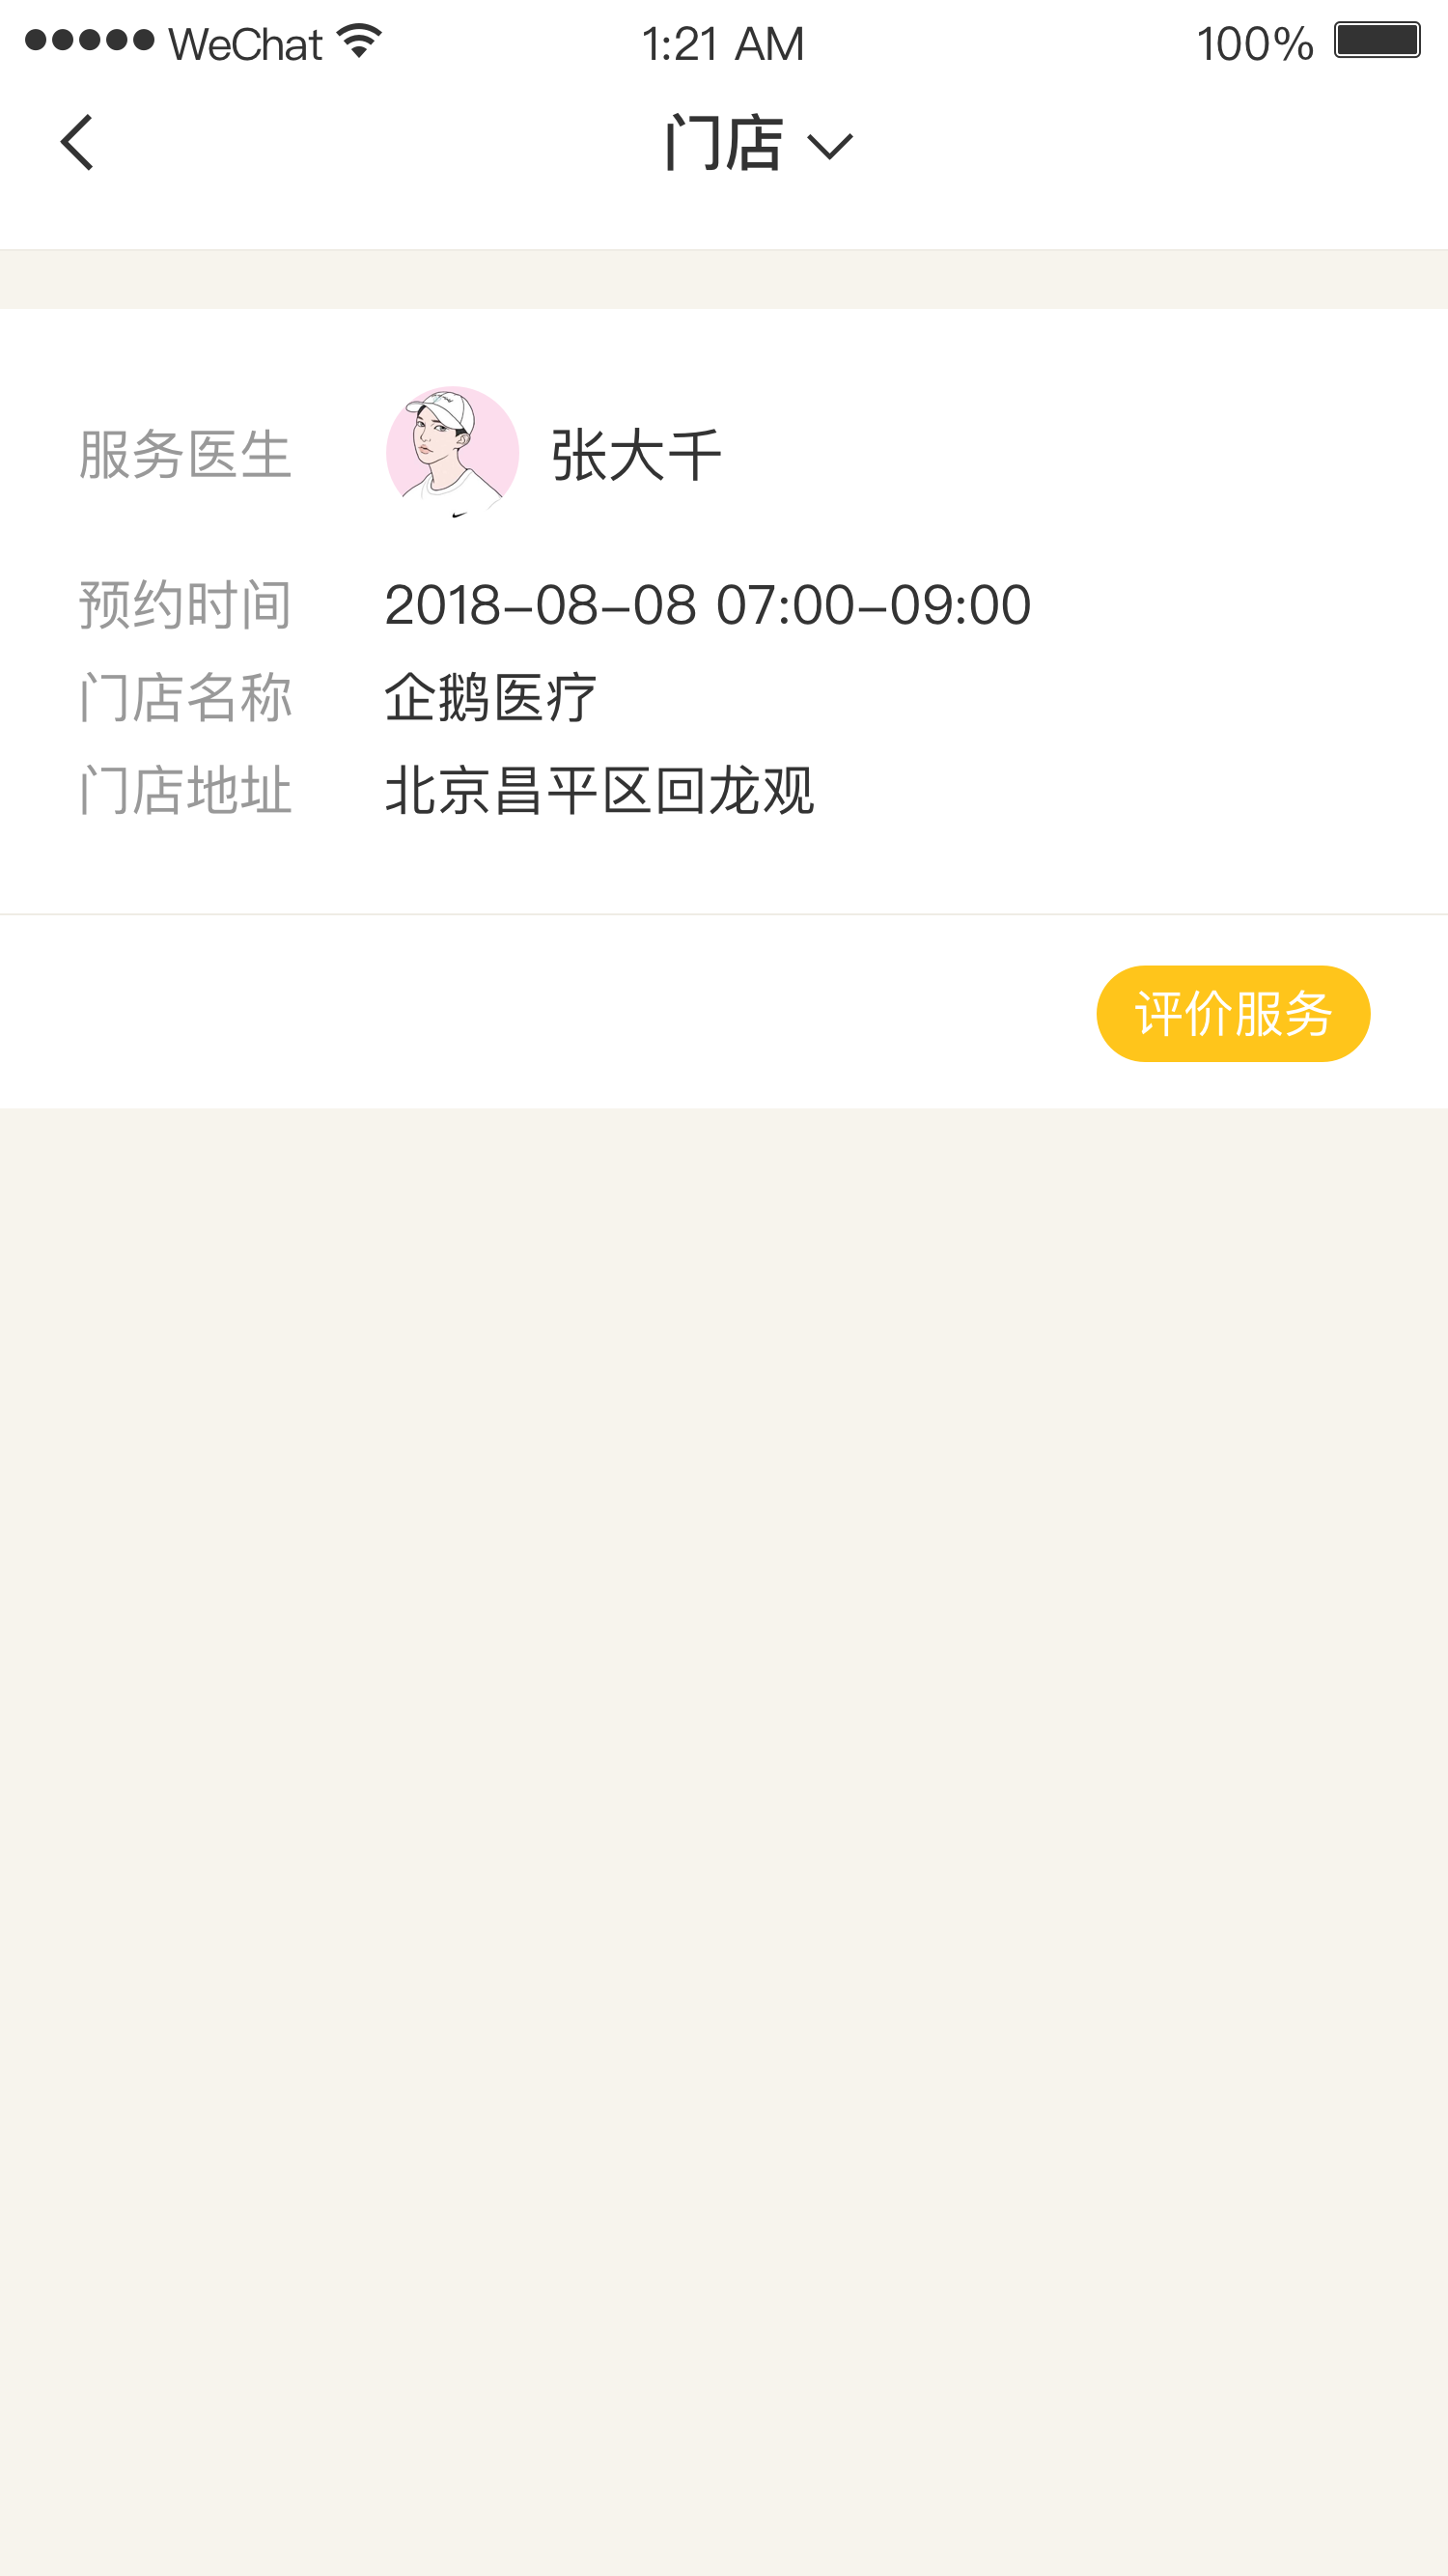 WeChat 1:21 AM 100%
门店
服务医生 张大千
预约时间 2018-08-08 07:00-09:00
门店名称 企鹅医疗
门店地址 北京昌平区回龙观
评价服务